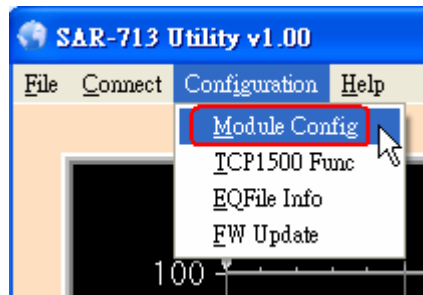 SAR-713 Utility v1.00
File Connect Configuration Help
Module Config
TCP1500 Func
EQFile Info
FW Update
100